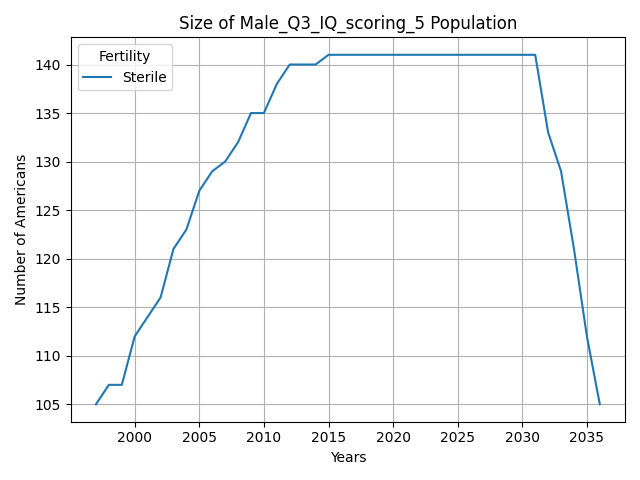 Size of Male_Q3_IQ_scoring_5 Population
Fertility
Sterile
Number of Americans
140
135
130
125
120
115
110
105
2000 2005 2010 2015 2020 2025 2030 2035
Years